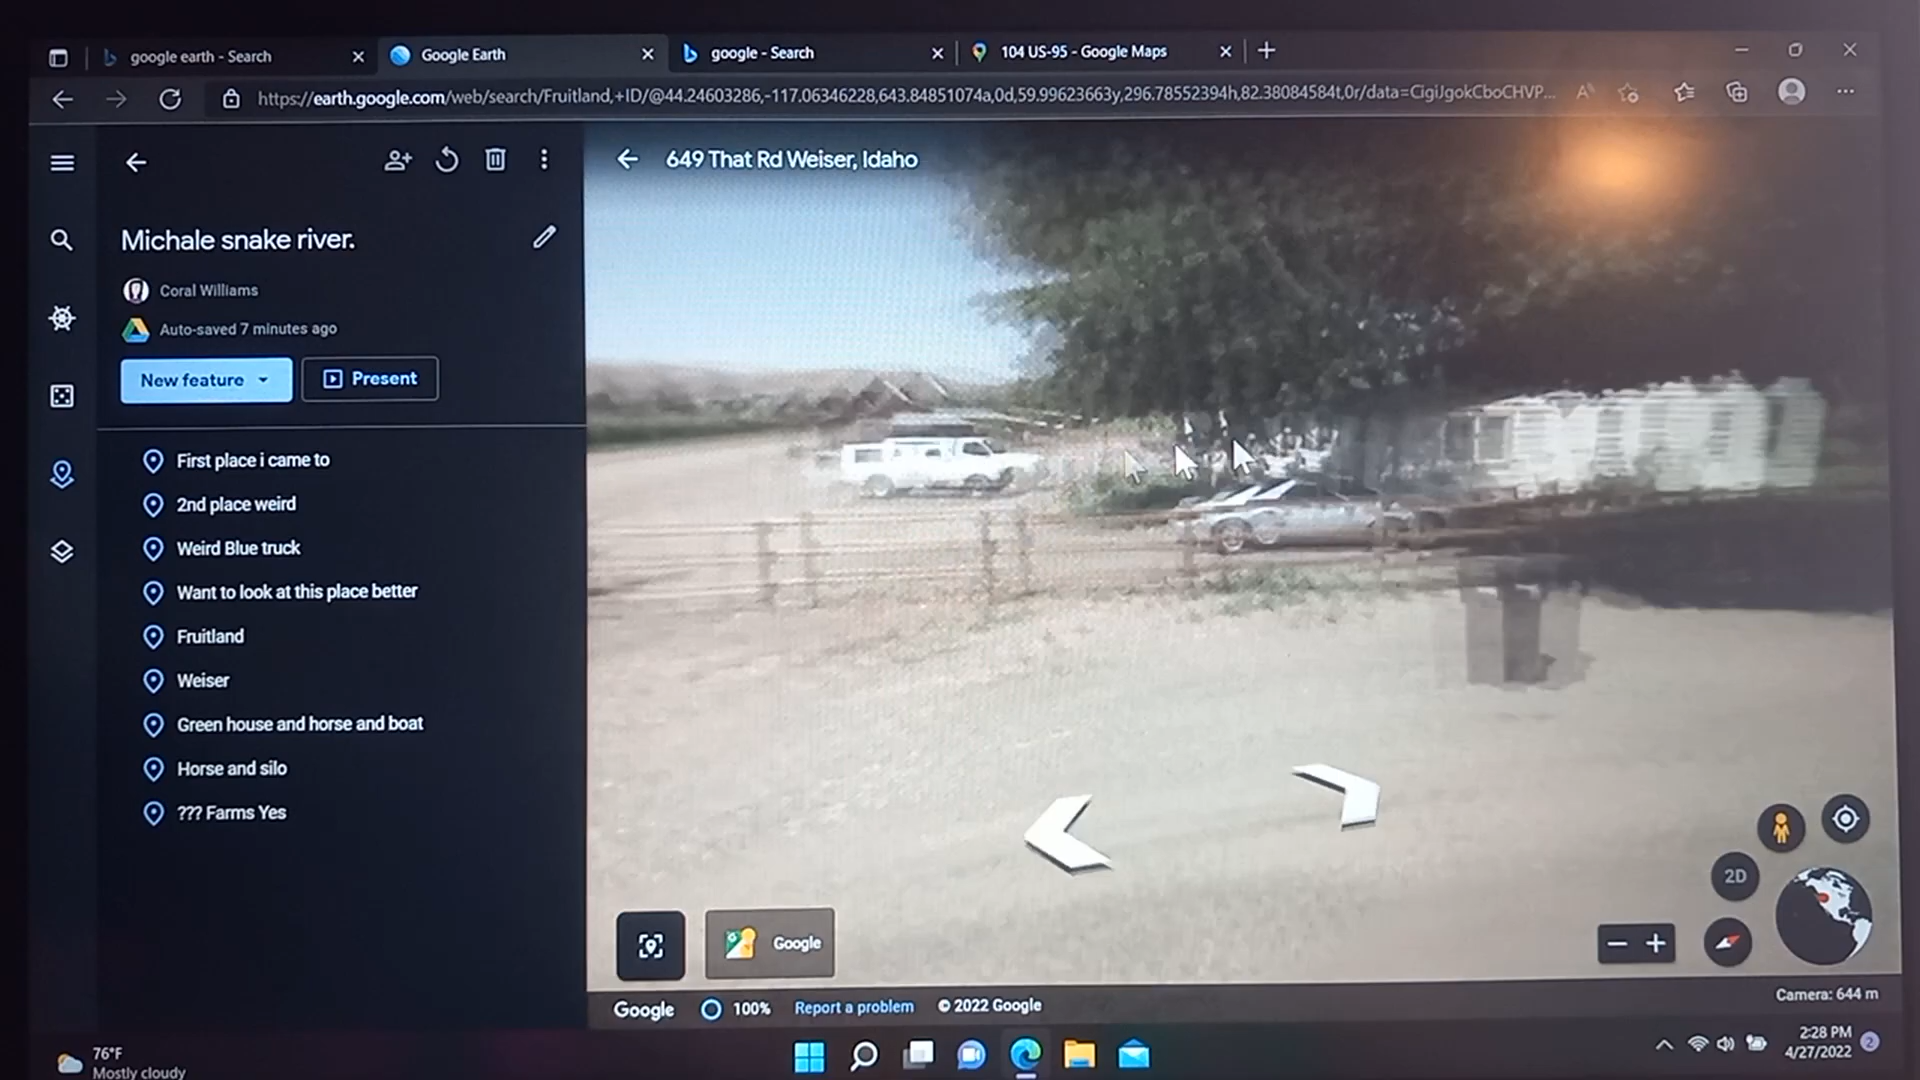 google earth - Search
Google Earth
google - Search
104 US-95 - Google Maps
https://earth.google.com/web/search/Fruitland,+ID/@44.24603286,-117.06346228,643.84851074a,0d,59.99623663y,296.78552394h,82.38084584t,0r/data=CigiJgokCboCHVP...
649 That Rd Weiser, Idaho
Michale snake river.
Coral Williams
Auto-saved 7 minutes ago
New feature
Present
First place i came to
2nd place weird
Weird Blue truck
Want to look at this place better
Fruitland
Weiser
Green house and horse and boat
Horse and silo
??? Farms Yes
2D
Google
Google
100%
Report a problem
© 2022 Google
Camera: 644 m
76°F
Mostly cloudy
2:28 PM
4/27/2022
2